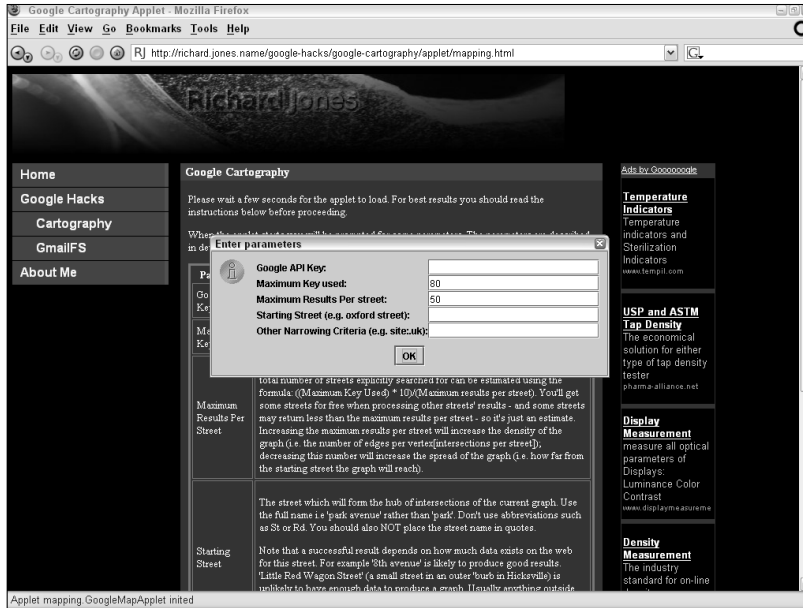 Google Cartography Applet - Mozilla Firefox
File Edit View Go Bookmarks Tools Help
RJ http://richard.jones.name/google-hacks/google-cartography/applet/mapping.html
G
Richard Jones
Home
Google Hacks
Cartography
GmailFS
About Me
Google Cartography
Please wait a few seconds for the applet to load. For best results you should read the
instructions below before proceeding.
in de
Enter parameters
Google API Key:
Maximum Key used: 80
Maximum Results Per street: 50
Starting Street (e.g. oxford street):
Other Narrowing Criteria (e.g. site:.uk):
OK
Pa
Go
Ke
Ma
Ke
Maximum
Results Per
Street
total number of streets explicitly searched for can be estimated using the
formula: ((Maximum Key Used) * 10)/(Maximum results per street). You'll get
some streets for free when processing other streets' results - and some streets
may return less than the maximum results per street - so it's just an estimate.
Increasing the maximum results per street will increase the density of the
graph (i.e. the number of edges per vertex[intersections per street]);
decreasing this number will increase the spread of the graph (i.e. how far from
the starting street the graph will reach).
Starting
Street
The street which will form the hub of intersections of the current graph. Use
the full name i.e 'park avenue' rather than 'park'. Don't use abbreviations such
as St or Rd. You should also NOT place the street name in quotes.
Note that a successful result depends on how much data exists on the web
for this street. For example '8th avenue' is likely to produce good results.
'Little Red Wagon Street' (a small street in an outer 'burb in Hicksville) is
unlikely to have enough data to produce a graph. Usually anything outside
Ads by Goooooogle
Temperature
Indicators
Temperature
indicators and
Sterilization
Indicators
www.tempil.com
USP and ASTM
Tap Density
The economical
solution for either
type of tap density
tester
pharma-alliance.net
Display
Measurement
measure all optical
parameters of
Displays:
Luminance Color
Contrast
www.displaymeasureme
Density
Measurement
The industry
standard for on-line
Applet mapping.GoogleMapApplet inited